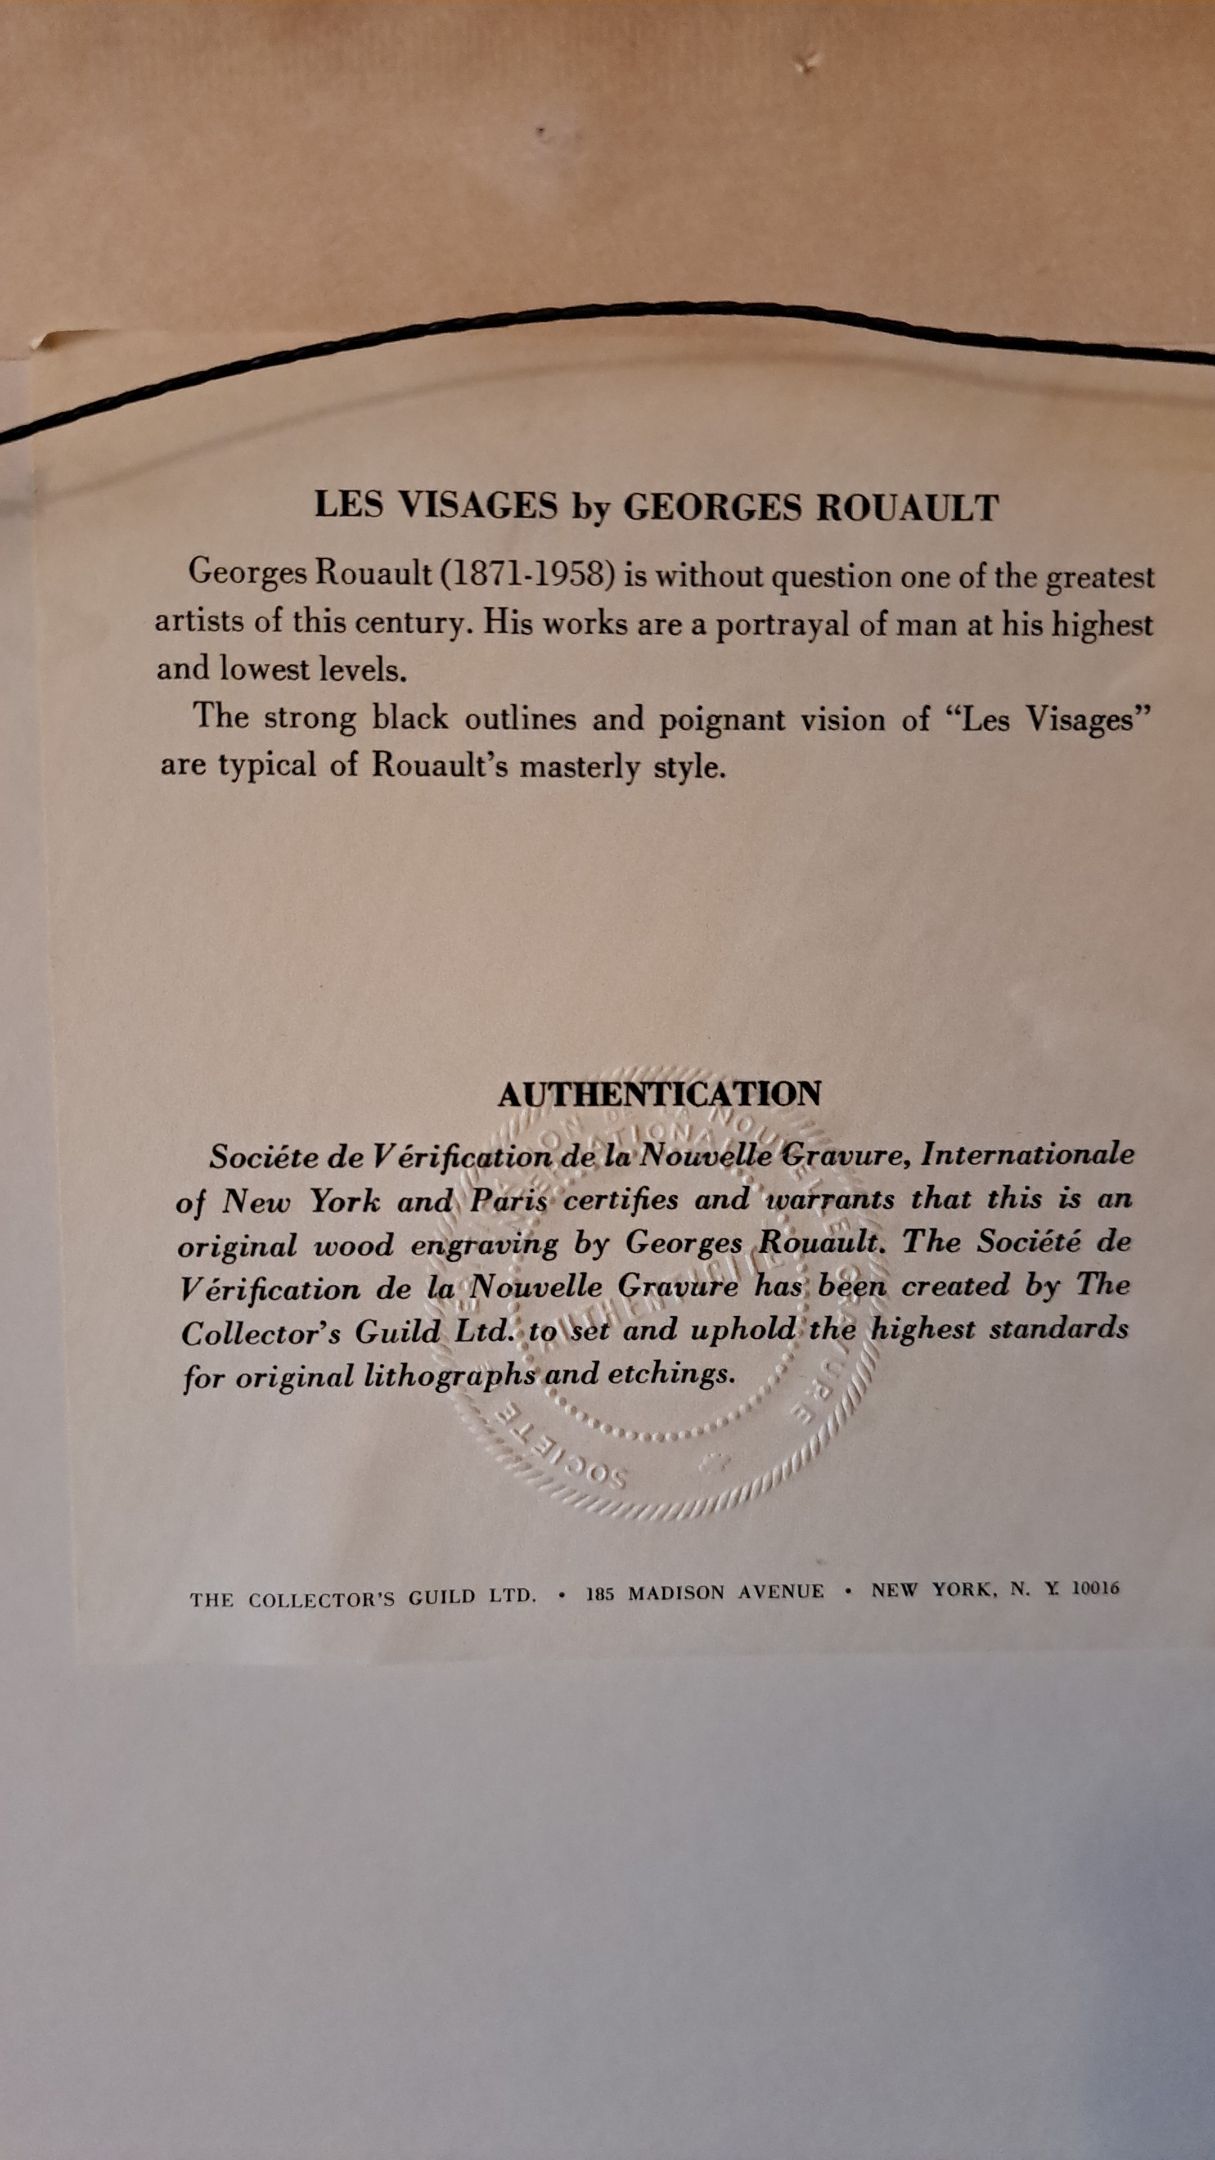 LES VISAGES by GEORGES ROUAULT
Georges Rouault (1871-1958) is without question one of the greatest
artists of this century. His works are a portrayal of man at his highest
and lowest levels.
The strong black outlines and poignant vision of “Les Visages”
are typical of Rouault’s masterly style.
AUTHENTICATION
Sociéte de Vérification de la Nouvelle Gravure, Internationale
of New York and Paris certifies and warrants that this is an
original wood engraving by Georges Rouault. The Société de
Vérification de la Nouvelle Gravure has been created by The
Collector’s Guild Ltd. to set and uphold the highest standards
for original lithographs and etchings.
SOCIETE NOUVELLE GRAVURE
THE COLLECTOR’S GUILD LTD. • 185 MADISON AVENUE • NEW YORK, N. Y. 10016